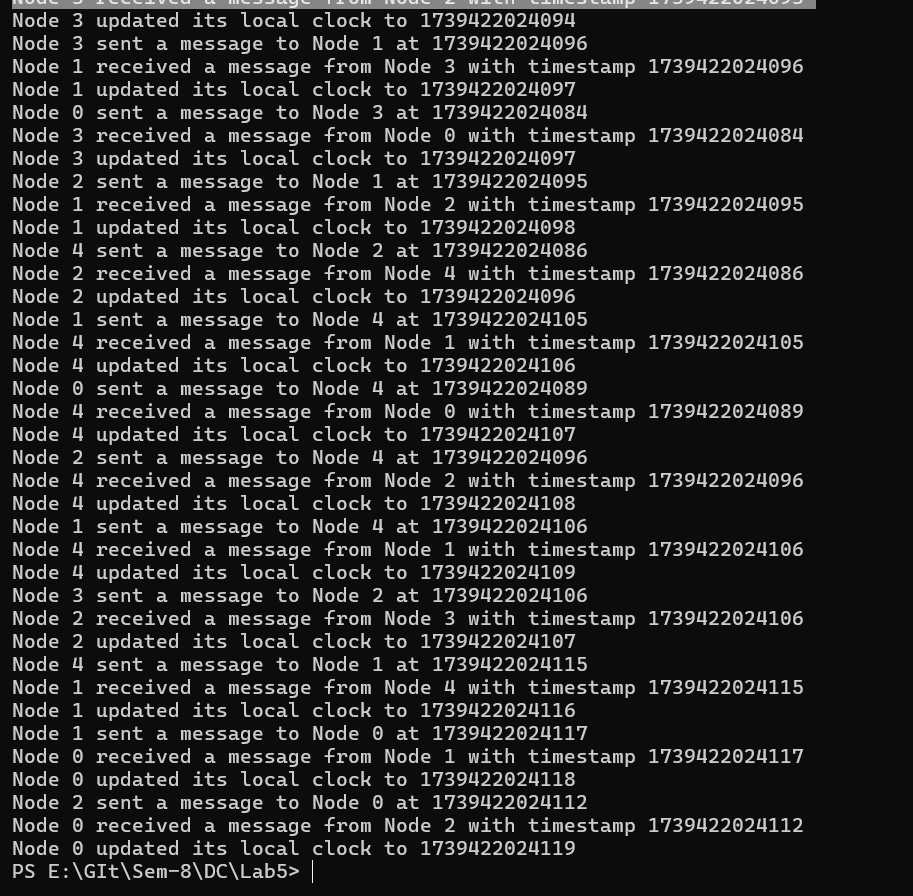 Node 3 received a message from Node 2 with timestamp 1739422024093
Node 3 updated its local clock to 1739422024094
Node 3 sent a message to Node 1 at 1739422024096
Node 1 received a message from Node 3 with timestamp 1739422024096
Node 1 updated its local clock to 1739422024097
Node 0 sent a message to Node 3 at 1739422024084
Node 3 received a message from Node 0 with timestamp 1739422024084
Node 3 updated its local clock to 1739422024097
Node 2 sent a message to Node 1 at 1739422024095
Node 1 received a message from Node 2 with timestamp 1739422024095
Node 1 updated its local clock to 1739422024098
Node 4 sent a message to Node 2 at 1739422024086
Node 2 received a message from Node 4 with timestamp 1739422024086
Node 2 updated its local clock to 1739422024096
Node 1 sent a message to Node 4 at 1739422024105
Node 4 received a message from Node 1 with timestamp 1739422024105
Node 4 updated its local clock to 1739422024106
Node 0 sent a message to Node 4 at 1739422024089
Node 4 received a message from Node 0 with timestamp 1739422024089
Node 4 updated its local clock to 1739422024107
Node 2 sent a message to Node 4 at 1739422024096
Node 4 received a message from Node 2 with timestamp 1739422024096
Node 4 updated its local clock to 1739422024108
Node 1 sent a message to Node 4 at 1739422024106
Node 4 received a message from Node 1 with timestamp 1739422024106
Node 4 updated its local clock to 1739422024109
Node 3 sent a message to Node 2 at 1739422024106
Node 2 received a message from Node 3 with timestamp 1739422024106
Node 2 updated its local clock to 1739422024107
Node 4 sent a message to Node 1 at 1739422024115
Node 1 received a message from Node 4 with timestamp 1739422024115
Node 1 updated its local clock to 1739422024116
Node 1 sent a message to Node 0 at 1739422024117
Node 0 received a message from Node 1 with timestamp 1739422024117
Node 0 updated its local clock to 1739422024118
Node 2 sent a message to Node 0 at 1739422024112
Node 0 received a message from Node 2 with timestamp 1739422024112
Node 0 updated its local clock to 1739422024119
PS E:\GIt\Sem-8\DC\Lab5>